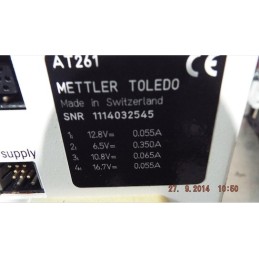 AT261
CE
METTLER TOLEDO
Made in Switzerland
SNR 1114032545
1: 12.8V⎓ 0.055A
2: 6.5V⎓ 0.350A
3: 10.8V⎓ 0.065A
4: 16.7V⎓ 0.055A
supply
27. 9.2014 10:50